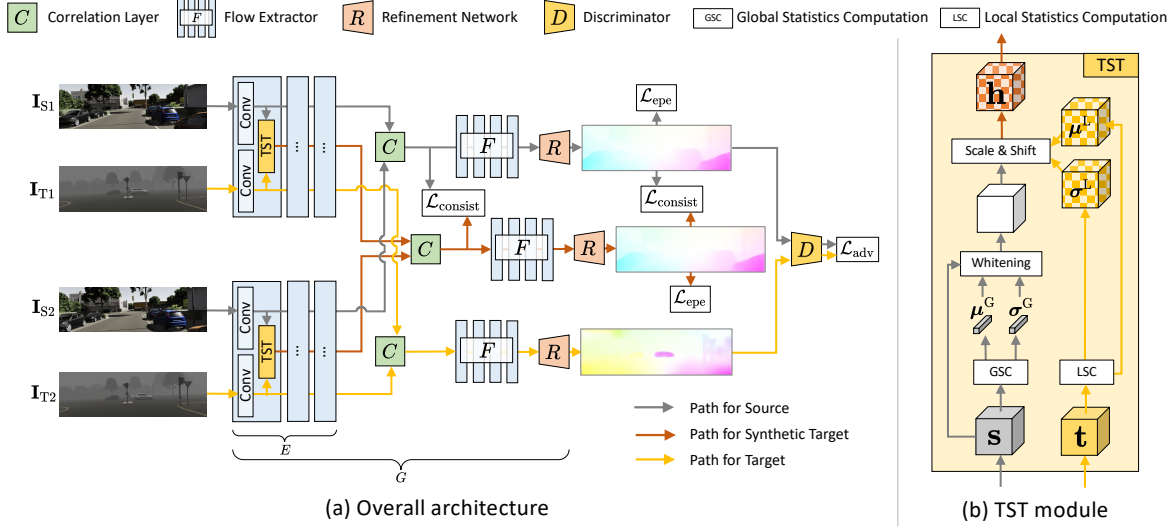 C Correlation Layer F Flow Extractor R Refinement Network D Discriminator GSC Global Statistics Computation LSC Local Statistics Computation
I_S1
Conv
TST
Conv
... ...
I_T1
C
F
R
L_epe
L_consist
L_consist
C
F
R
D
L_adv
L_epe
I_S2
Conv
TST
Conv
... ...
I_T2
C
F
R
E
G
Path for Source
Path for Synthetic Target
Path for Target
(a) Overall architecture
TST
h
μ^L
Scale & Shift
σ^L
Whitening
μ^G
σ^G
GSC
LSC
s
t
(b) TST module